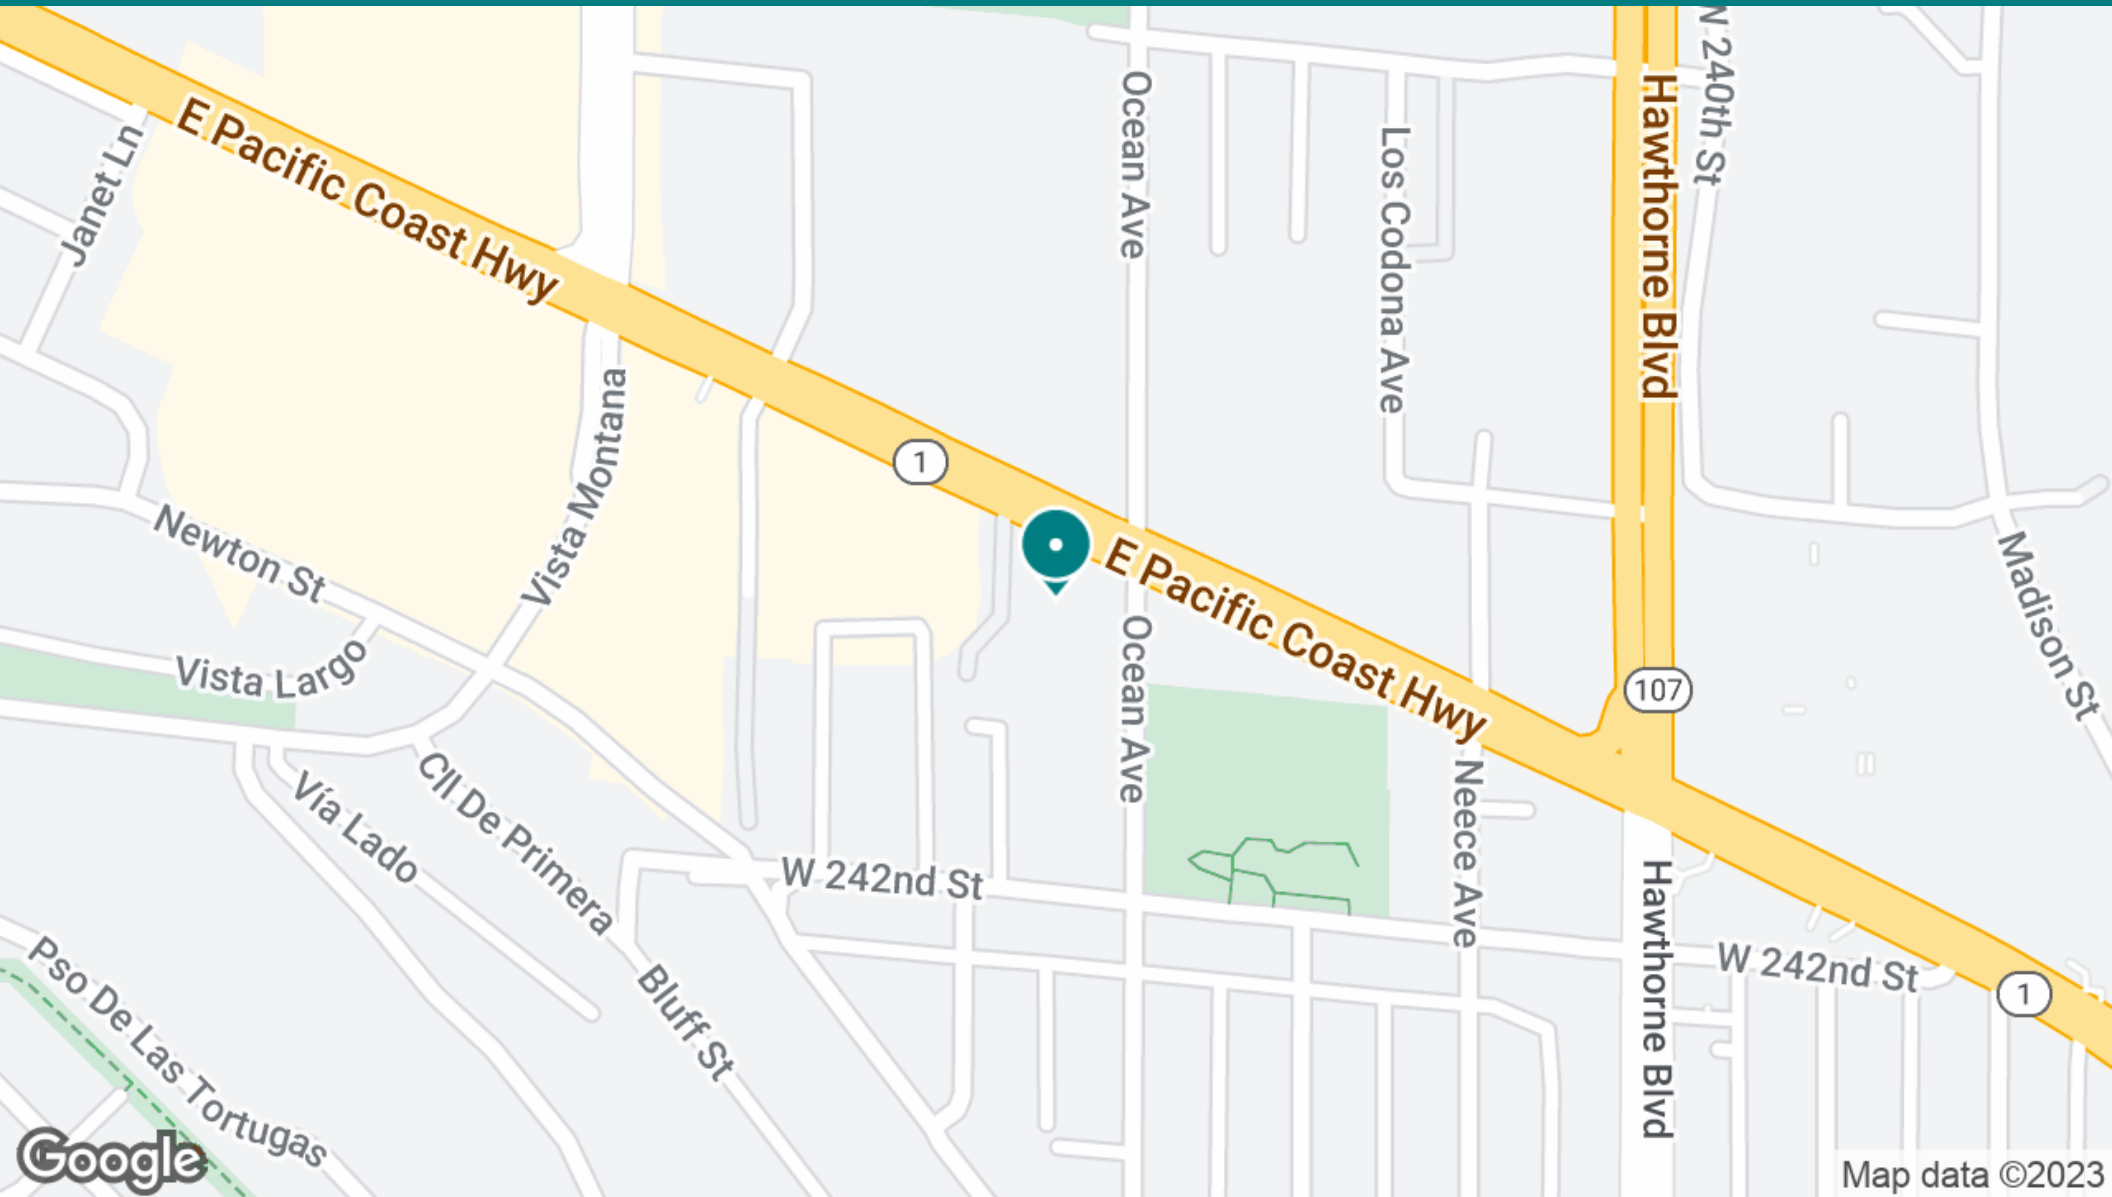 W 240th St
Ocean Ave
Hawthorne Blvd
E Pacific Coast Hwy
Janet Ln
Los Codona Ave
Vista Montana
1
Newton St
E Pacific Coast Hwy
Madison St
Vista Largo
Ocean Ave
107
Cll De Primera
Neece Ave
Vía Lado
W 242nd St
Hawthorne Blvd
W 242nd St
Pso De Las Tortugas
Bluff St
1
Google
Map data ©2023